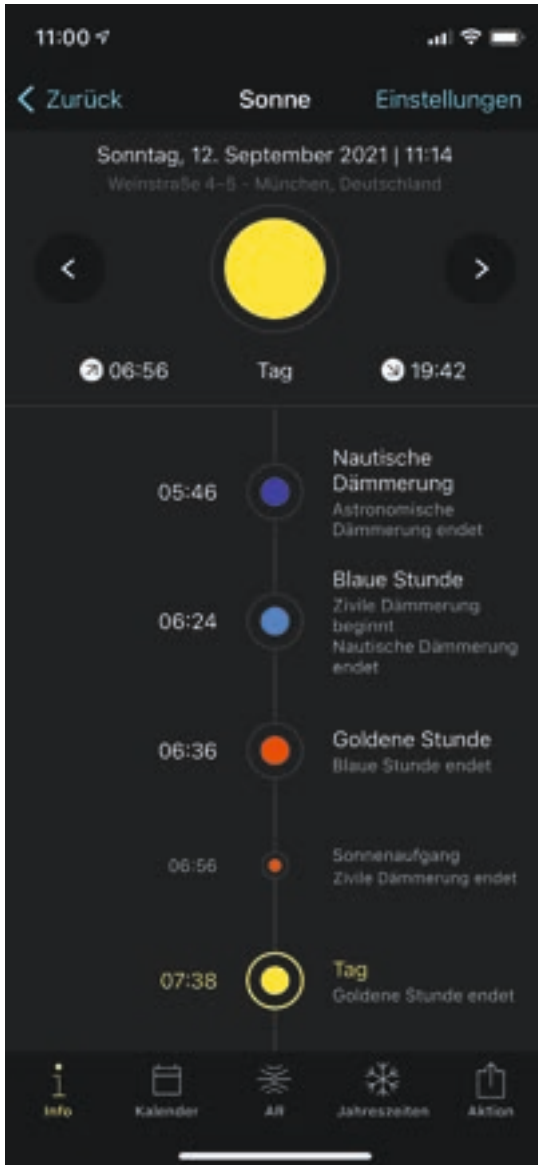 11:00
Zurück
Sonne
Einstellungen
Sonntag, 12. September 2021 | 11:14
Weinstraße 4–5 - München, Deutschland
06:56
Tag
19:42
05:46
Nautische
Dämmerung
Astronomische
Dämmerung endet
06:24
Blaue Stunde
Zivile Dämmerung
beginnt
Nautische Dämmerung
endet
06:36
Goldene Stunde
Blaue Stunde endet
06:56
Sonnenaufgang
Zivile Dämmerung endet
07:38
Tag
Goldene Stunde endet
Info
Kalender
AR
Jahreszeiten
Aktion